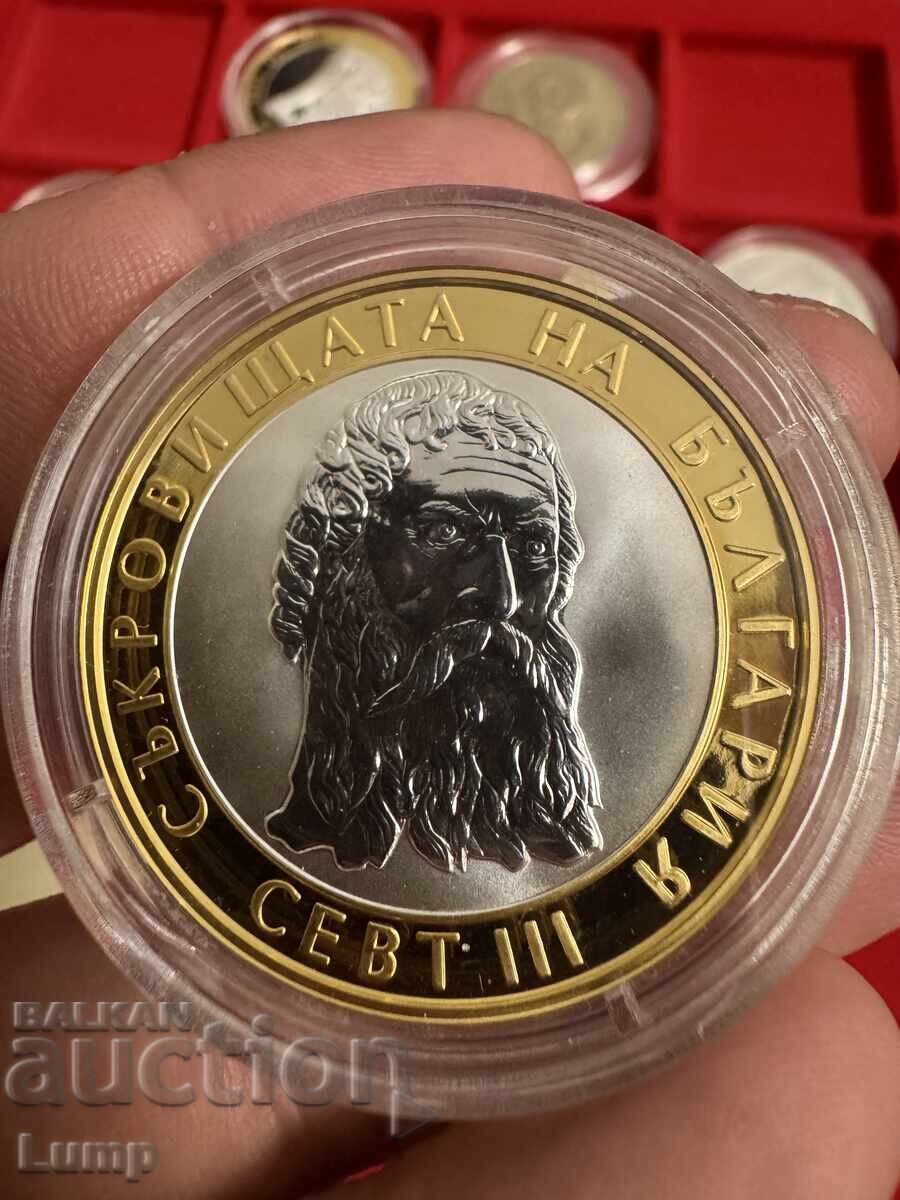 СЪКРОВИЩАТА НА БЪЛГАРИЯ
СЕВТ III
BALKAN
auction
Lump